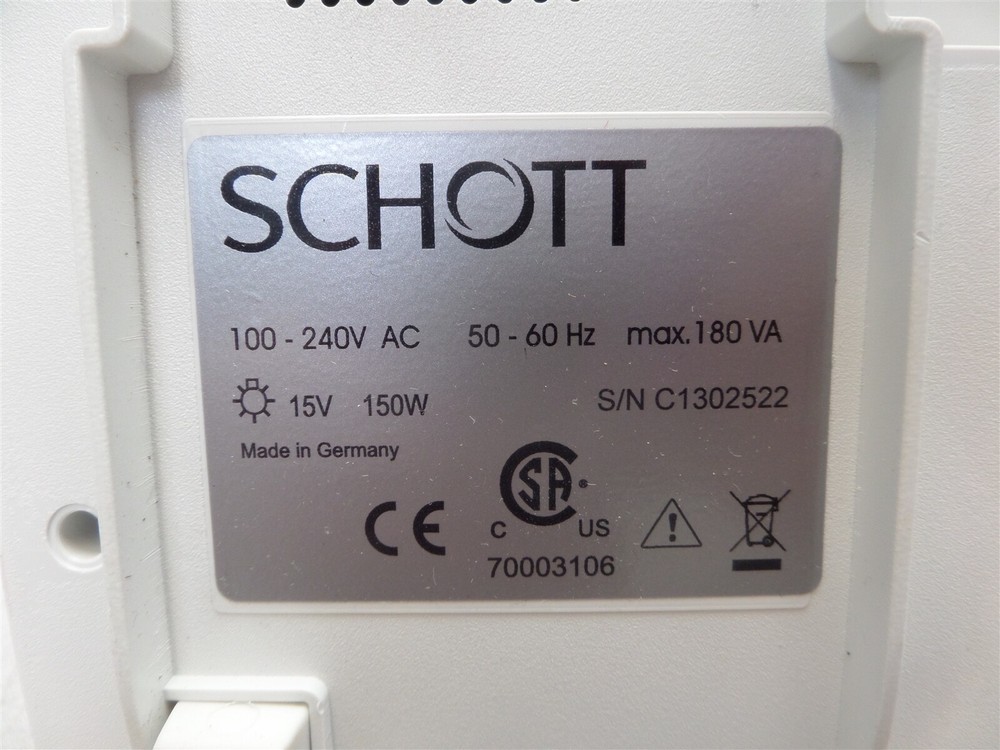 SCHOTT
100 - 240V AC 50 - 60 Hz max.180 VA
15V 150W S/N C1302522
Made in Germany
CE
SA®
C US
70003106